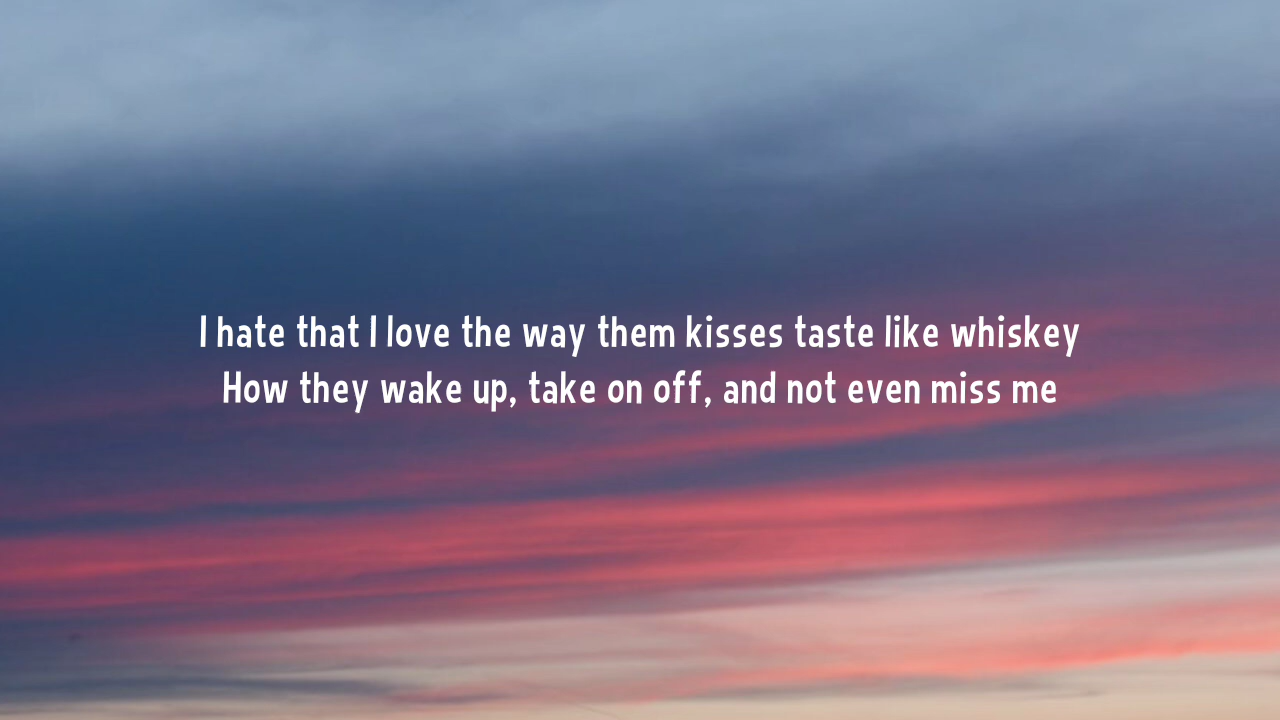 I hate that I love the way them kisses taste like whiskey
How they wake up, take on off, and not even miss me